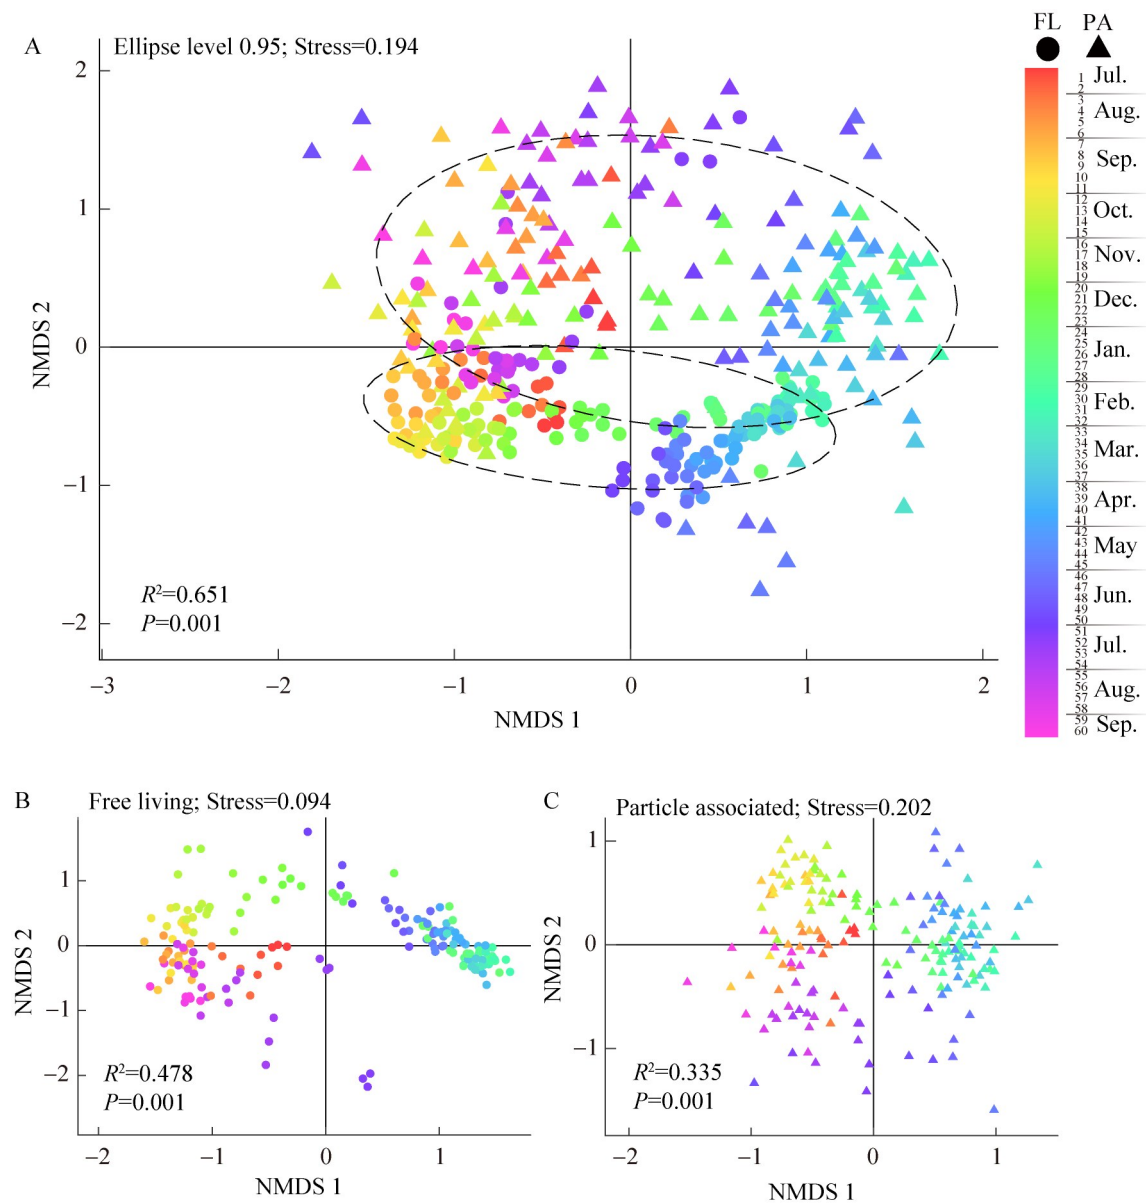 A
Ellipse level 0.95; Stress=0.194
2
1
0
−1
−2
NMDS 2
R²=0.651
P=0.001
−3
−2
−1
0
1
2
NMDS 1
FL
PA
1
2
Jul.
3
4
5
6
Aug.
7
8
9
10
11
Sep.
12
13
14
15
Oct.
16
17
18
19
Nov.
20
21
22
23
Dec.
24
25
26
27
28
Jan.
29
30
31
32
Feb.
33
34
35
36
37
Mar.
38
39
40
41
Apr.
42
43
44
45
May
46
47
48
49
50
Jun.
51
52
53
54
Jul.
55
56
57
58
Aug.
59
60
Sep.
B
Free living; Stress=0.094
1
0
−1
−2
NMDS 2
R²=0.478
P=0.001
−2
−1
0
1
NMDS 1
C
Particle associated; Stress=0.202
1
0
−1
NMDS 2
R²=0.335
P=0.001
−2
−1
0
1
NMDS 1